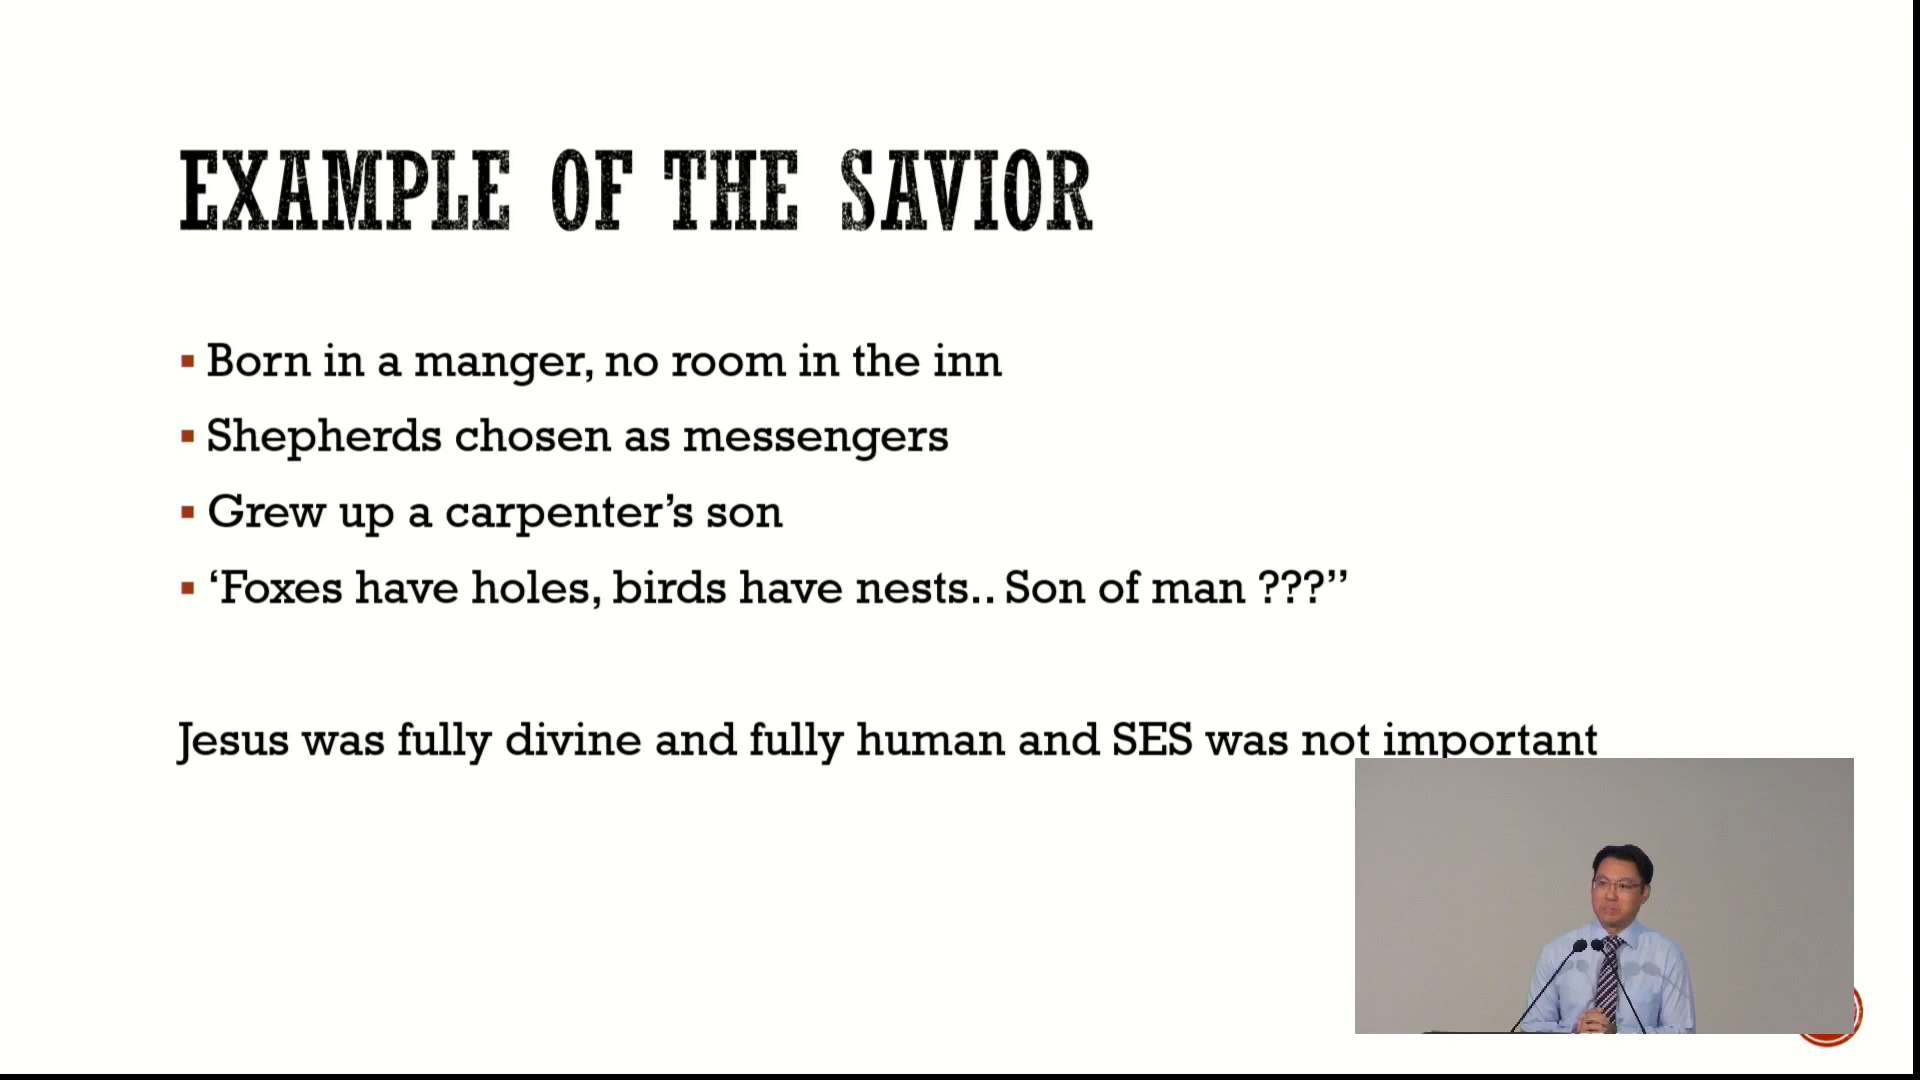 EXAMPLE OF THE SAVIOR
Born in a manger, no room in the inn
Shepherds chosen as messengers
Grew up a carpenter’s son
‘Foxes have holes, birds have nests.. Son of man ???”
Jesus was fully divine and fully human and SES was not important